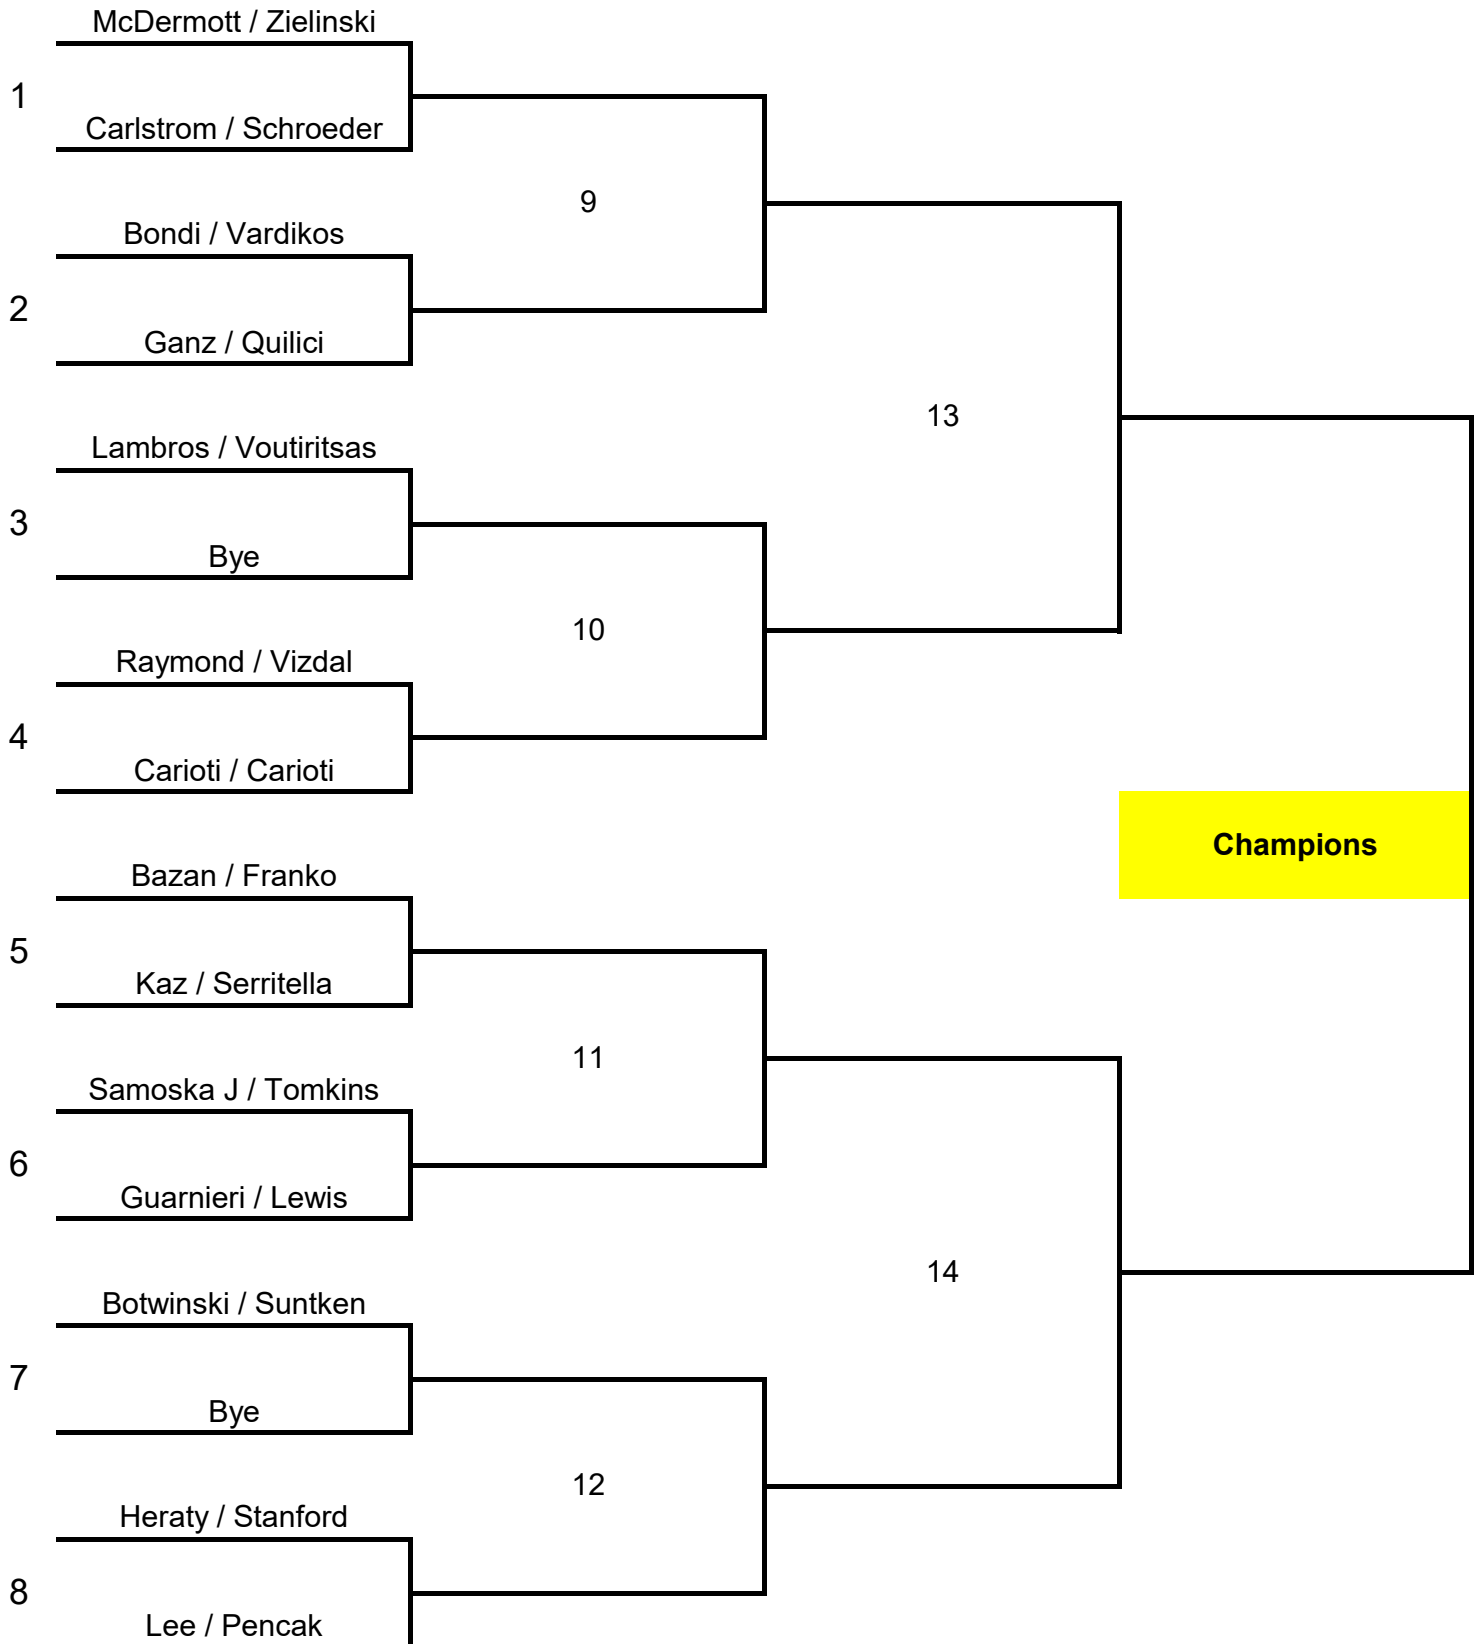 McDermott / Zielinski
1
Carlstrom / Schroeder
9
Bondi / Vardikos
2
Ganz / Quilici
13
Lambros / Voutiritsas
3
Bye
10
Raymond / Vizdal
4
Carioti / Carioti
Champions
Bazan / Franko
5
Kaz / Serritella
11
Samoska J / Tomkins
6
Guarnieri / Lewis
14
Botwinski / Suntken
7
Bye
12
Heraty / Stanford
8
Lee / Pencak